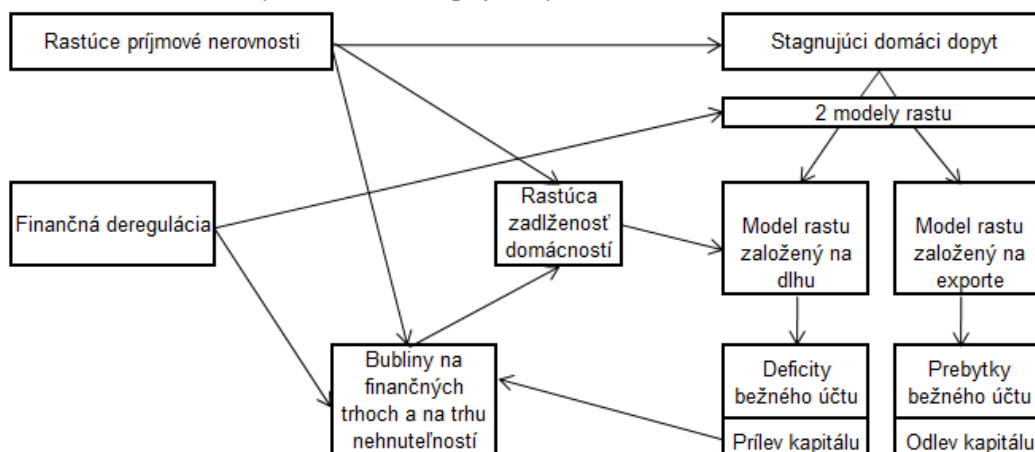 Rastúce príjmové nerovnosti
Stagnujúci domáci dopyt
2 modely rastu
Finančná deregulácia
Rastúca
zadlženosť
domácností
Model rastu
založený na
dlhu
Model rastu
založený na
exporte
Bubliny na
finančných
trhoch a na trhu
nehnuteľností
Deficity
bežného účtu
Prílev kapitálu
Prebytky
bežného účtu
Odlev kapitálu